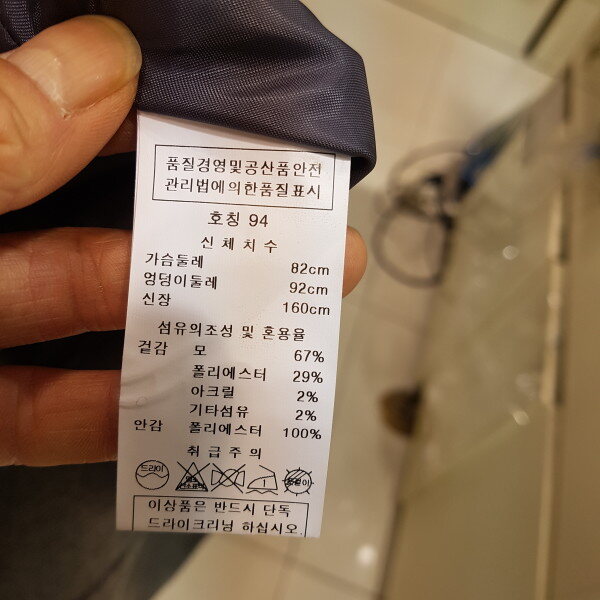 품질경영및공산품안전
관리법에의한품질표시
호칭 94
신체치수
가슴둘레 82cm
엉덩이둘레 92cm
신장 160cm
섬유의조성 및 혼용율
겉감 모 67%
폴리에스터 29%
아크릴 2%
기타섬유 2%
안감 폴리에스터 100%
취급주의
드라이
이상품은 반드시 단독
드라이크리닝 하십시오.